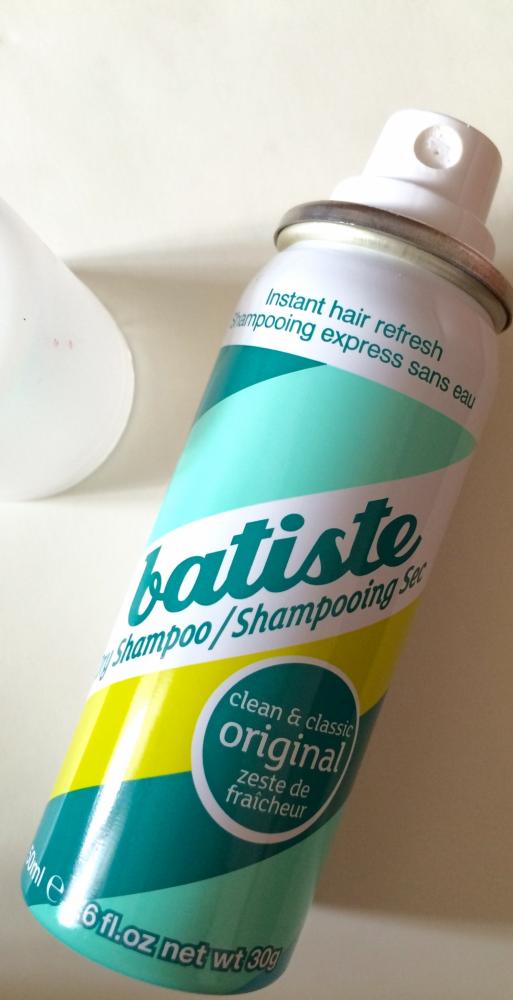 Instant hair refresh
Shampooing express sans eau
batiste
Shampoo/Shampooing Sec
clean & classic
original
zeste de
fraîcheur
ml e
6 fl.oz net wt 30g